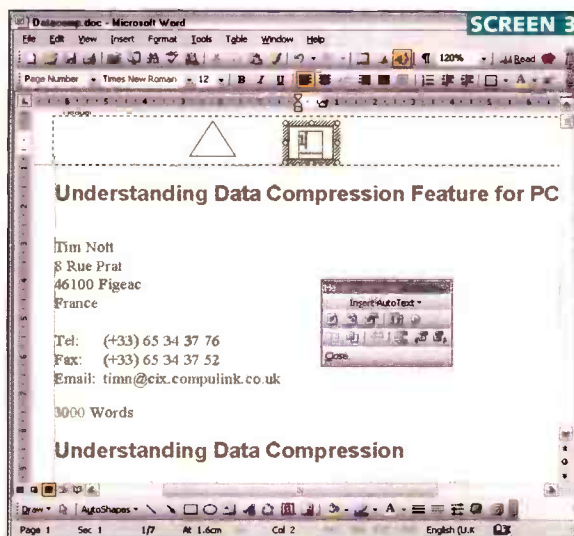 SCREEN 3
Datacomp.doc - Microsoft Word
File Edit View Insert Format Tools Table Window Help
120% Read
Page Number Times New Roman 12 B I U
Understanding Data Compression Feature for PC
Tim Nott
8 Rue Prat
46100 Figeac
France
Insert AutoText
Close
Tel: (+33) 65 34 37 76
Fax: (+33) 65 34 37 52
Email: timn@cix.compulink.co.uk
3000 Words
Understanding Data Compression
Draw AutoShapes
Page 1 Sec 1 1/7 At 1.6cm Col 2 English (U.K